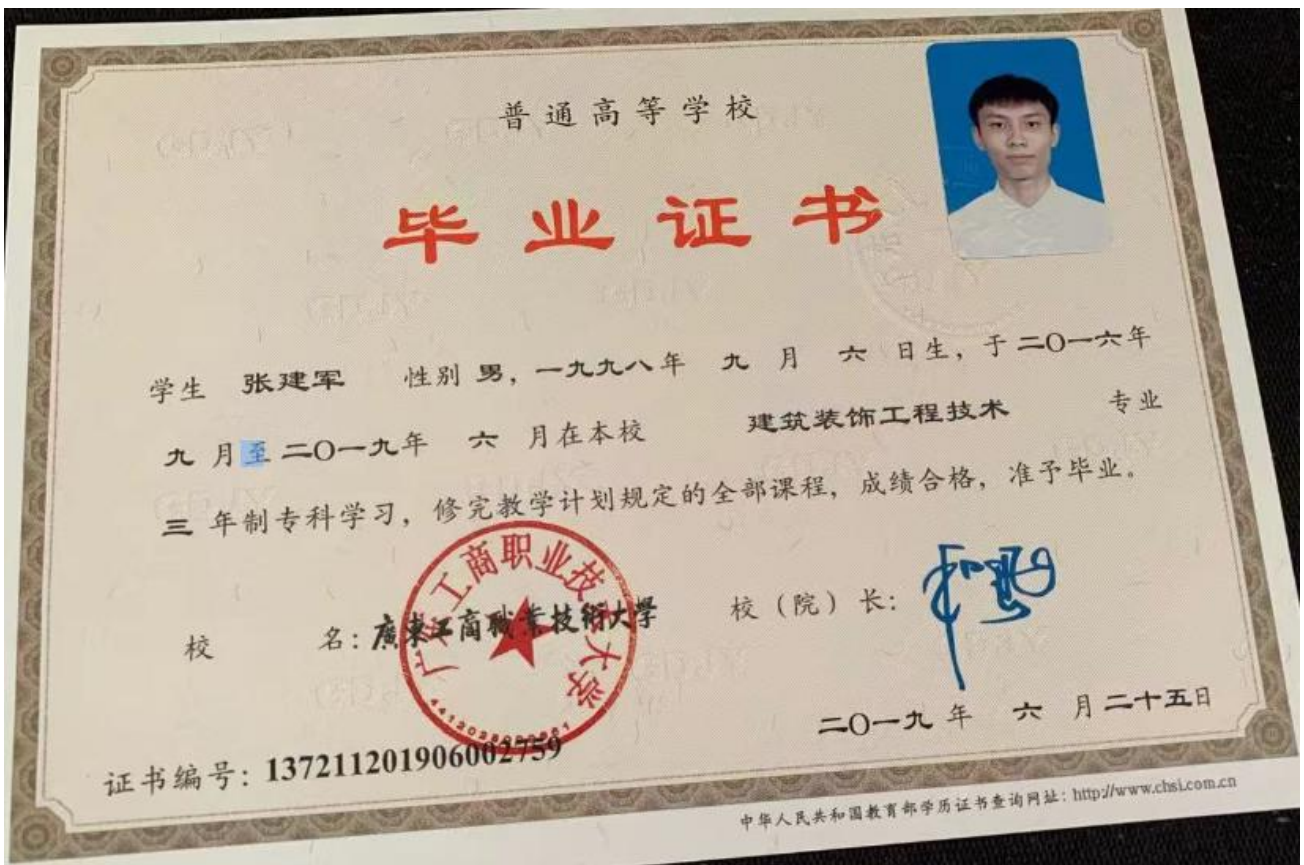 普通高等学校
毕业证书
学生 张建军 性别 男，一九九八年 九 月 六 日生，于二〇一六年
九 月至 二〇一九年 六 月在本校 建筑装饰工程技术 专业
三 年制专科学习，修完教学计划规定的全部课程，成绩合格，准予毕业。
校 名：廣東工商職業技術大學 校（院）长：
二〇一九 年 六 月 二十五日
证书编号：137211201906002759
中华人民共和国教育部学历证书查询网址：http://www.chsi.com.cn